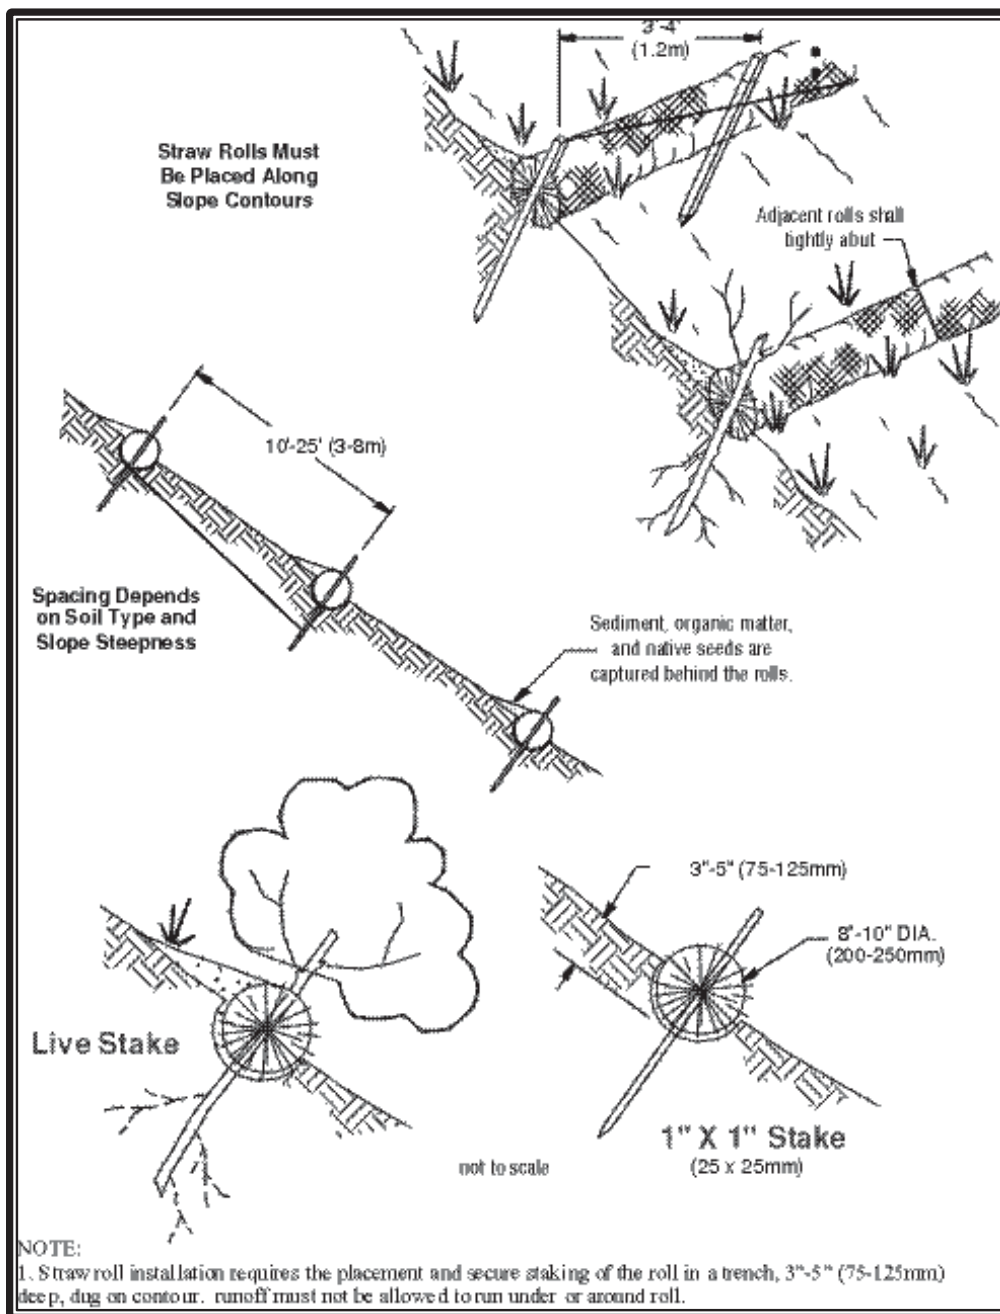 3'-4'
(1.2m)
Straw Rolls Must
Be Placed Along
Slope Contours
Adjacent rolls shall
tightly abut
10'-25' (3-8m)
Spacing Depends
on Soil Type and
Slope Steepness
Sediment, organic matter,
and native seeds are
captured behind the rolls.
3"-5" (75-125mm)
8"-10" DIA.
(200-250mm)
Live Stake
1" X 1" Stake
(25 x 25mm)
not to scale
NOTE:
1. Straw roll installation requires the placement and secure staking of the roll in a trench, 3"-5" (75-125mm)
deep, dug on contour. runoff must not be allowed to run under or around roll.